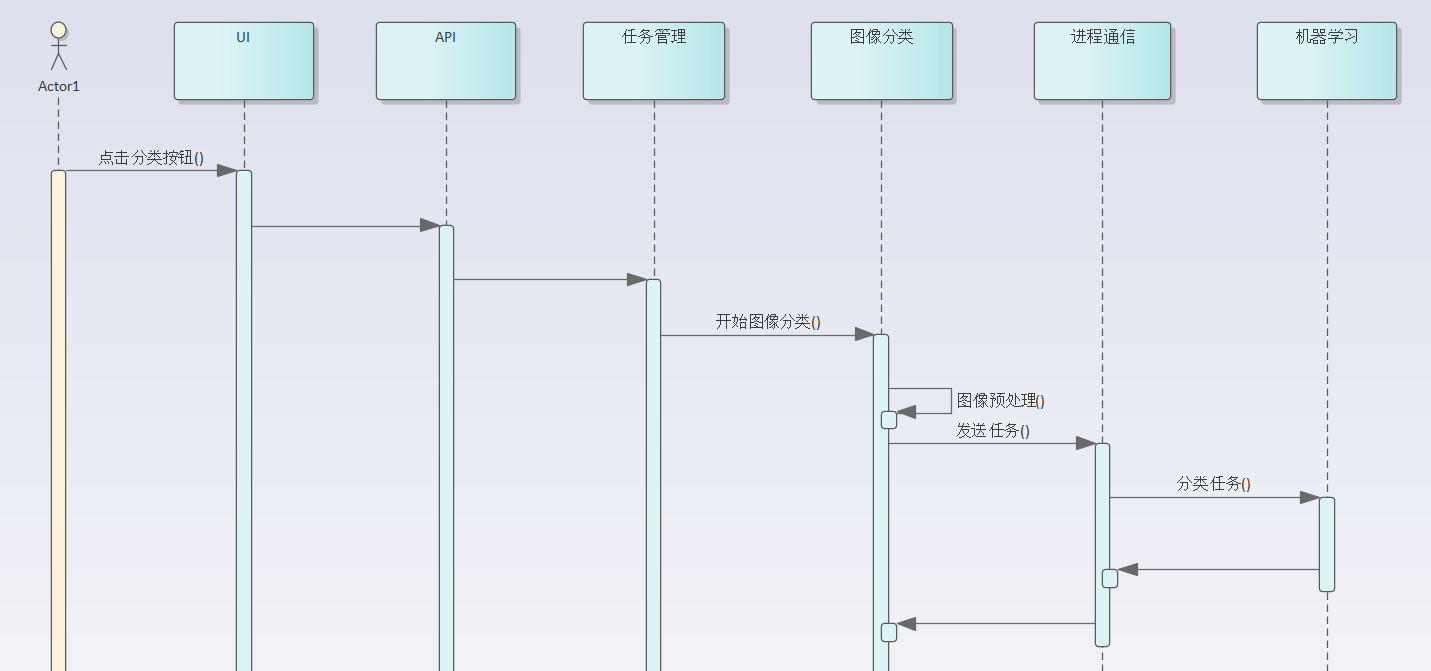 UI
API
任务管理
图像分类
进程通信
机器学习
Actor1
点击分类按钮()
开始图像分类()
图像预处理()
发送任务()
分类任务()